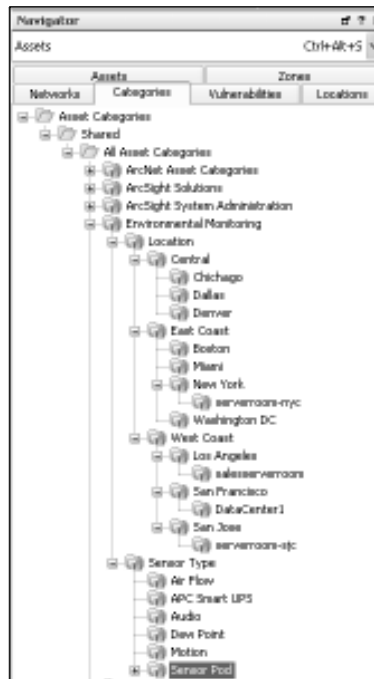 Navigator
?
Assets Ctrl+Alt+S
Assets Zones
Networks Categories Vulnerabilities Locations
Asset Categories
Shared
All Asset Categories
ArcNet Asset Categories
ArcSight Solutions
ArcSight System Administration
Environmental Monitoring
Location
Central
Chichago
Dallas
Denver
East Coast
Boston
Miami
New York
serverroom-nyc
Washington DC
West Coast
Los Angeles
salesserverroom
San Francisco
DataCenter1
San Jose
serverroom-sjc
Sensor Type
Air Flow
APC Smart UPS
Audio
Dew Point
Motion
Sensor Pod